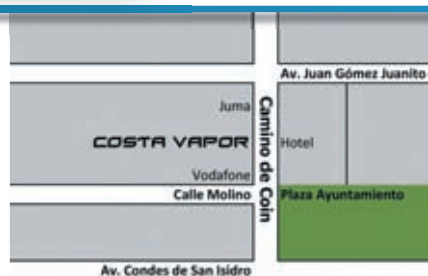 Av. Juan Gómez Juanito
Juma
COSTA VAPOR
Camino de Coin
Hotel
Vodafone
Calle Molino
Plaza Ayuntamiento
Av. Condes de San Isidro